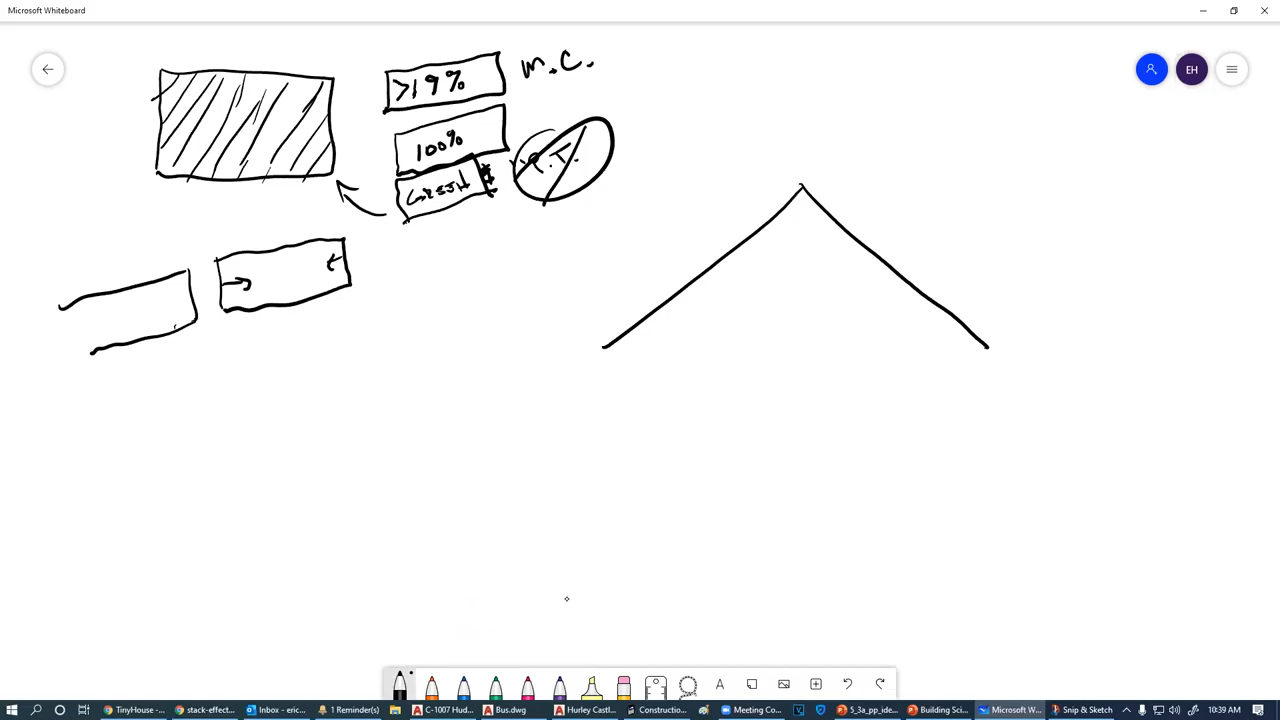 Microsoft Whiteboard
EH
>19%
m.c.
100%
A
C-1007 Hud...
TinyHouse -...
stack-effect...
Inbox - eric...
1 Reminder(s)
Bus.dwg
Hurley Castl...
Construction...
Meeting Co...
5_3a_pp_ide...
Building Sci...
Microsoft W...
Snip & Sketch
10:39 AM